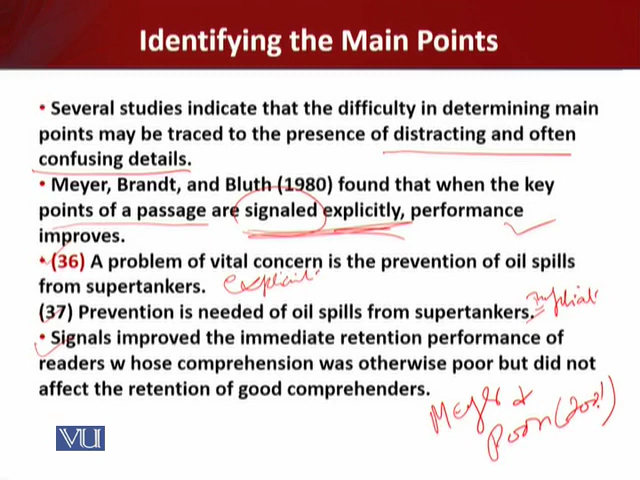 Identifying the Main Points
• Several studies indicate that the difficulty in determining main
points may be traced to the presence of distracting and often
confusing details.
• Meyer, Brandt, and Bluth (1980) found that when the key
points of a passage are signaled explicitly, performance
improves.
• (36) A problem of vital concern is the prevention of oil spills
from supertankers. explicit
(37) Prevention is needed of oil spills from supertankers. implicit
• Signals improved the immediate retention performance of
readers w hose comprehension was otherwise poor but did not
affect the retention of good comprehenders.
Meyer &
Poon (2001)
VU